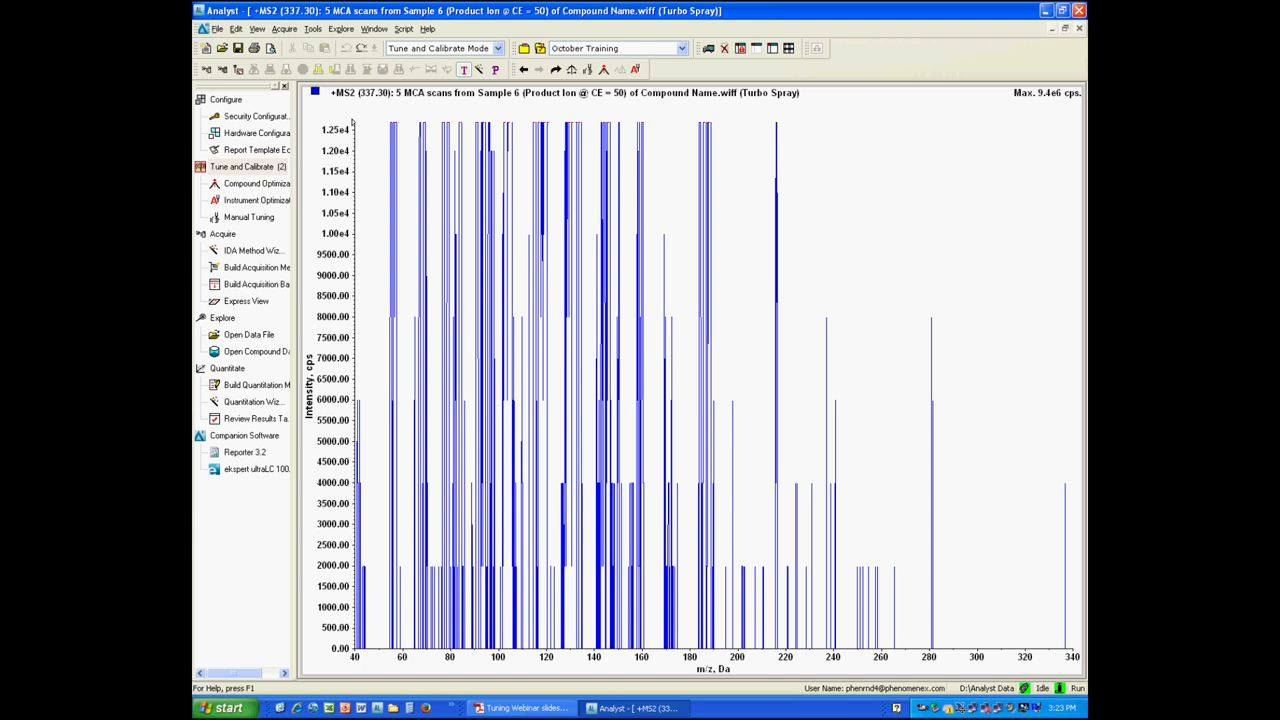 Analyst - [ +MS2 (337.30): 5 MCA scans from Sample 6 (Product Ion @ CE = 50) of Compound Name.wiff (Turbo Spray)]
File Edit View Acquire Tools Explore Window Script Help
Tune and Calibrate Mode October Training
Configure
Security Configurat...
Hardware Configura
Report Template Ec
Tune and Calibrate (2)
Compound Optimiza
Instrument Optimizat
Manual Tuning
Acquire
IDA Method Wiz...
Build Acquisition Me
Build Acquisition Ba
Express View
Explore
Open Data File
Open Compound Da
Quantitate
Build Quantitation M
Quantitation Wiz...
Review Results Ta.
Companion Software
Reporter 3.2
ekspert ultraLC 100.
+MS2 (337.30): 5 MCA scans from Sample 6 (Product Ion @ CE = 50) of Compound Name.wiff (Turbo Spray)
Max. 9.4e6 cps.
Intensity, cps
1.25e4
1.20e4
1.15e4
1.10e4
1.05e4
1.00e4
9500.00
9000.00
8500.00
8000.00
7500.00
7000.00
6500.00
6000.00
5500.00
5000.00
4500.00
4000.00
3500.00
3000.00
2500.00
2000.00
1500.00
1000.00
500.00
0.00
40 60 80 100 120 140 160 180 200 220 240 260 280 300 320 340
m/z, Da
For Help, press F1
User Name: phenrnd4@phenomenex.com D:\Analyst Data Idle Run
start
Tuning Webinar slides...
Analyst - [ +MS2 (33...
3:23 PM